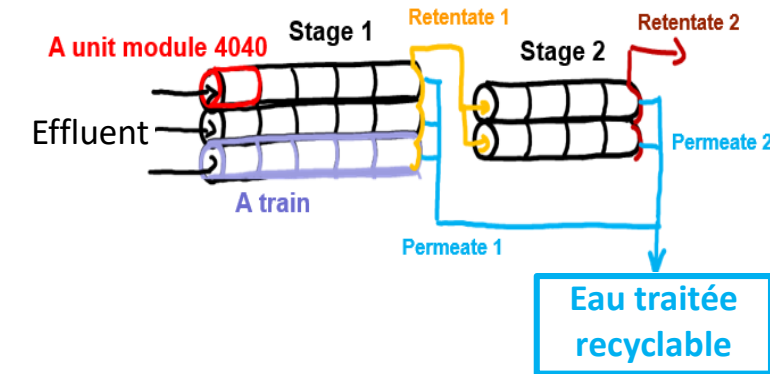 Retentate 1
Retentate 2
Stage 1
A unit module 4040
Stage 2
Effluent
Permeate 2
A train
Permeate 1
Eau traitée
recyclable